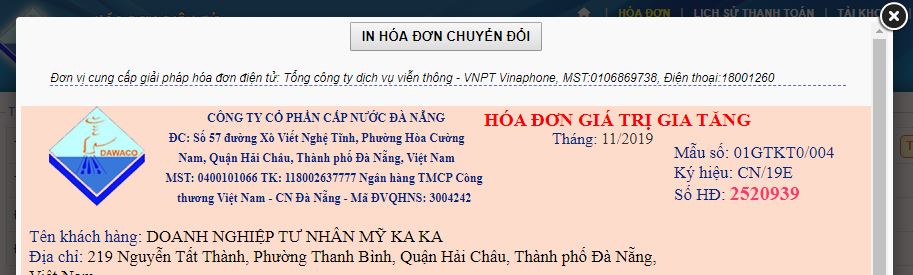 HÓA ĐƠN | LỊCH SỬ THANH TOÁN | TÀI KHO
IN HÓA ĐƠN CHUYỂN ĐỔI
Đơn vị cung cấp giải pháp hóa đơn điện tử: Tổng công ty dịch vụ viễn thông - VNPT Vinaphone, MST:0106869738, Điện thoại:18001260
DAWACO
CÔNG TY CỔ PHẦN CẤP NƯỚC ĐÀ NẴNG
ĐC: Số 57 đường Xô Viết Nghệ Tĩnh, Phường Hòa Cường
Nam, Quận Hải Châu, Thành phố Đà Nẵng, Việt Nam
MST: 0400101066 TK: 118002637777 Ngân hàng TMCP Công
thương Việt Nam - CN Đà Nẵng - Mã ĐVQHNS: 3004242
HÓA ĐƠN GIÁ TRỊ GIA TĂNG
Tháng: 11/2019
Mẫu số: 01GTKT0/004
Ký hiệu: CN/19E
Số HĐ: 2520939
Tên khách hàng: DOANH NGHIỆP TƯ NHÂN MỸ KA KA
Địa chỉ: 219 Nguyễn Tất Thành, Phường Thanh Bình, Quận Hải Châu, Thành phố Đà Nẵng,
Việt Nam